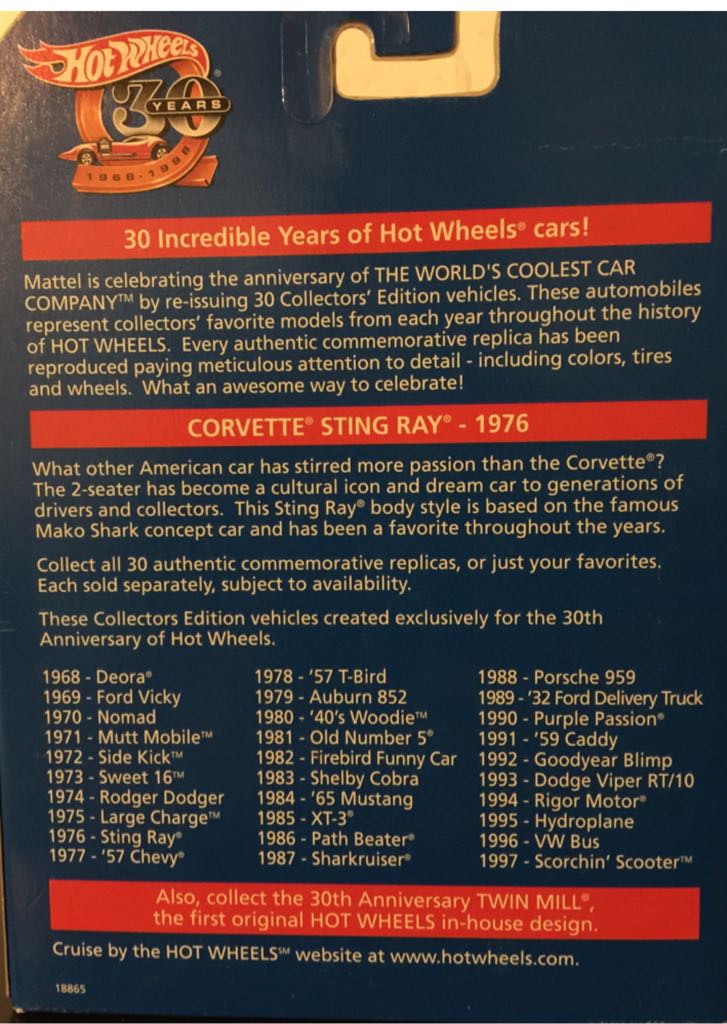 HOT WHEELS®
30
YEARS
1968-1998
30 Incredible Years of Hot Wheels® cars!
Mattel is celebrating the anniversary of THE WORLD'S COOLEST CAR
COMPANY™ by re-issuing 30 Collectors' Edition vehicles. These automobiles
represent collectors' favorite models from each year throughout the history
of HOT WHEELS. Every authentic commemorative replica has been
reproduced paying meticulous attention to detail - including colors, tires
and wheels. What an awesome way to celebrate!
CORVETTE® STING RAY® - 1976
What other American car has stirred more passion than the Corvette®?
The 2-seater has become a cultural icon and dream car to generations of
drivers and collectors. This Sting Ray® body style is based on the famous
Mako Shark concept car and has been a favorite throughout the years.
Collect all 30 authentic commemorative replicas, or just your favorites.
Each sold separately, subject to availability.
These Collectors Edition vehicles created exclusively for the 30th
Anniversary of Hot Wheels.
1968 - Deora®
1969 - Ford Vicky
1970 - Nomad
1971 - Mutt Mobile™
1972 - Side Kick™
1973 - Sweet 16™
1974 - Rodger Dodger
1975 - Large Charge™
1976 - Sting Ray®
1977 - '57 Chevy®
1978 - '57 T-Bird
1979 - Auburn 852
1980 - '40's Woodie™
1981 - Old Number 5®
1982 - Firebird Funny Car
1983 - Shelby Cobra
1984 - '65 Mustang
1985 - XT-3®
1986 - Path Beater®
1987 - Sharkruiser®
1988 - Porsche 959
1989 - '32 Ford Delivery Truck
1990 - Purple Passion®
1991 - '59 Caddy
1992 - Goodyear Blimp
1993 - Dodge Viper RT/10
1994 - Rigor Motor®
1995 - Hydroplane
1996 - VW Bus
1997 - Scorchin' Scooter™
Also, collect the 30th Anniversary TWIN MILL®,
the first original HOT WHEELS in-house design.
Cruise by the HOT WHEELS℠ website at www.hotwheels.com.
18865